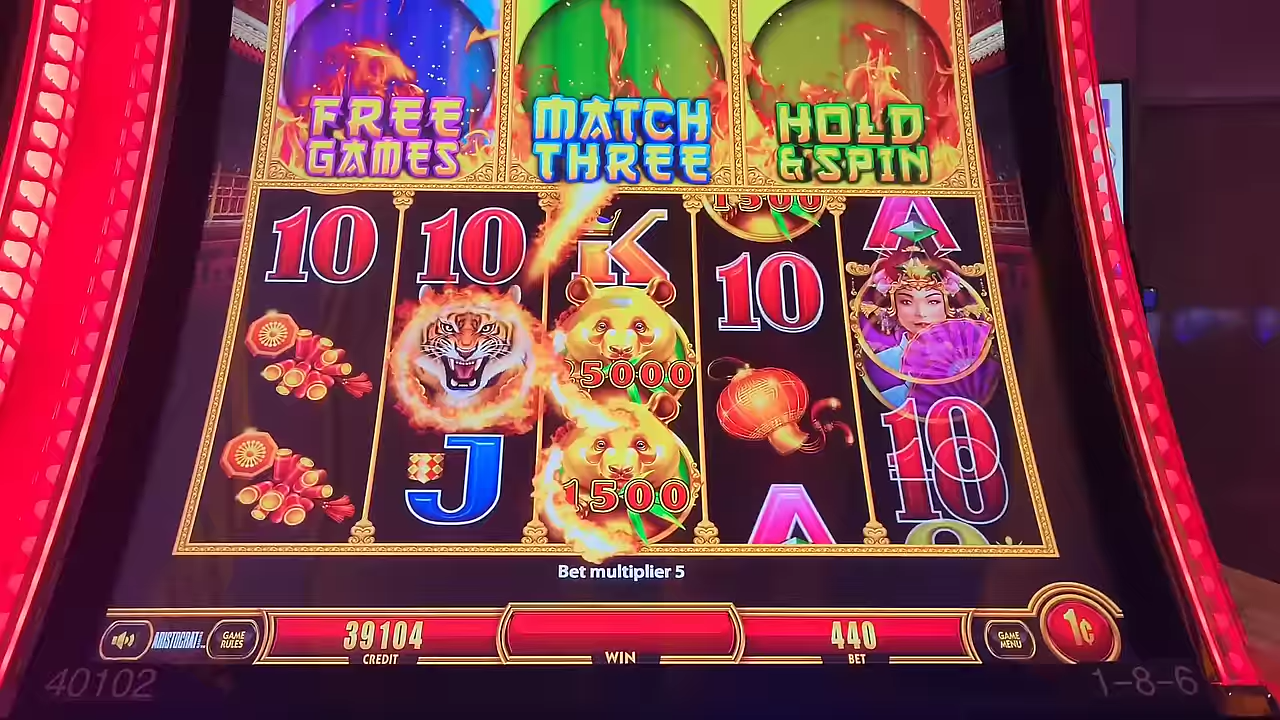 FREE GAMES
MATCH THREE
HOLD & SPIN
10 10 K 1500 A
10
25000
10
J 1500 A
Bet multiplier 5
ARISTOCRAT
GAME RULES
39104
CREDIT
WIN
440
BET
GAME MENU
1¢
40102
1-8-6